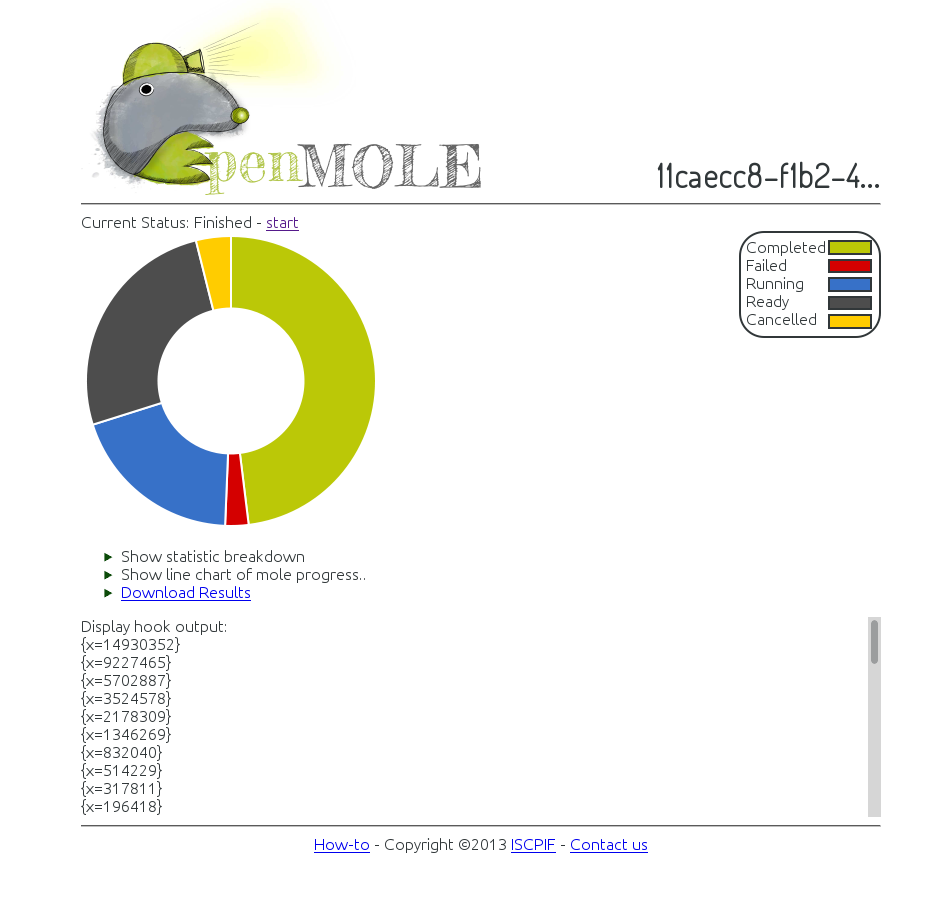 penMOLE
11caecc8-f1b2-4...
Current Status: Finished - start
Completed
Failed
Running
Ready
Cancelled
Show statistic breakdown
Show line chart of mole progress..
Download Results
Display hook output:
{x=14930352}
{x=9227465}
{x=5702887}
{x=3524578}
{x=2178309}
{x=1346269}
{x=832040}
{x=514229}
{x=317811}
{x=196418}
How-to - Copyright ©2013 ISCPIF - Contact us